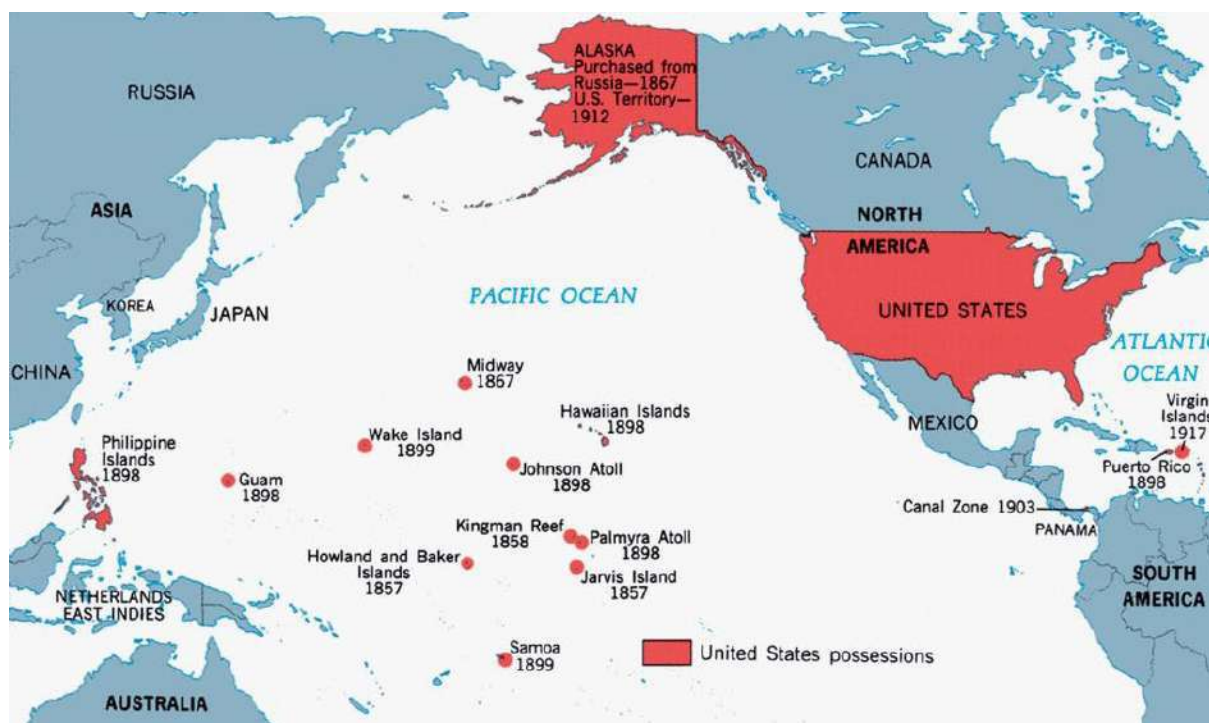 ALASKA
Purchased from
Russia—1867
U.S. Territory—
1912
RUSSIA
CANADA
ASIA
NORTH
AMERICA
KOREA
JAPAN
PACIFIC OCEAN
UNITED STATES
ATLANTIC
OCEAN
CHINA
Midway
1867
Hawaiian Islands
1898
MEXICO
Virgin
Islands
1917
Philippine
Islands
1898
Wake Island
1899
Guam
1898
Johnson Atoll
1898
Puerto Rico
1898
Canal Zone 1903
PANAMA
Kingman Reef
1858
Palmyra Atoll
1898
Howland and Baker
Islands
1857
Jarvis Island
1857
NETHERLANDS
EAST INDIES
SOUTH
AMERICA
Samoa
1899
United States possessions
AUSTRALIA